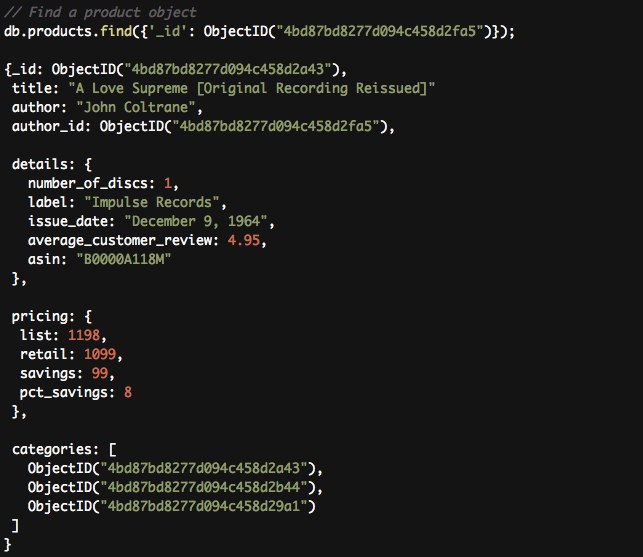 // Find a product object
db.products.find({'_id': ObjectID("4bd87bd8277d094c458d2fa5")});
{_id: ObjectID("4bd87bd8277d094c458d2a43"),
title: "A Love Supreme [Original Recording Reissued]"
author: "John Coltrane",
author_id: ObjectID("4bd87bd8277d094c458d2fa5"),
details: {
number_of_discs: 1,
label: "Impulse Records",
issue_date: "December 9, 1964",
average_customer_review: 4.95,
asin: "B0000A118M"
},
pricing: {
list: 1198,
retail: 1099,
savings: 99,
pct_savings: 8
},
categories: [
ObjectID("4bd87bd8277d094c458d2a43"),
ObjectID("4bd87bd8277d094c458d2b44"),
ObjectID("4bd87bd8277d094c458d29a1")
]
}